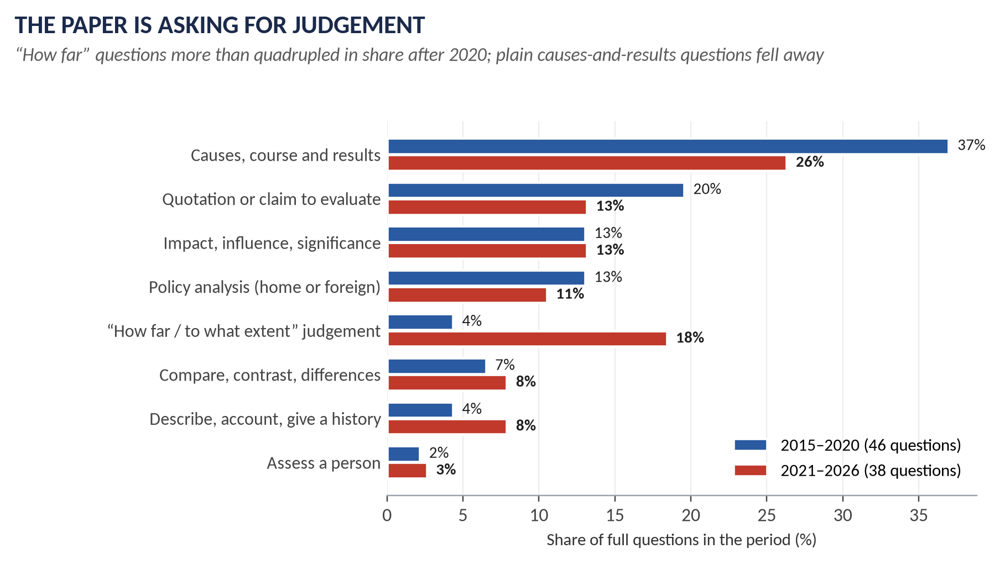 THE PAPER IS ASKING FOR JUDGEMENT
“How far” questions more than quadrupled in share after 2020; plain causes-and-results questions fell away
Causes, course and results
37%
26%
Quotation or claim to evaluate
20%
13%
Impact, influence, significance
13%
13%
Policy analysis (home or foreign)
13%
11%
“How far / to what extent” judgement
4%
18%
Compare, contrast, differences
7%
8%
Describe, account, give a history
4%
8%
Assess a person
2%
3%
2015–2020 (46 questions)
2021–2026 (38 questions)
0 5 10 15 20 25 30 35
Share of full questions in the period (%)